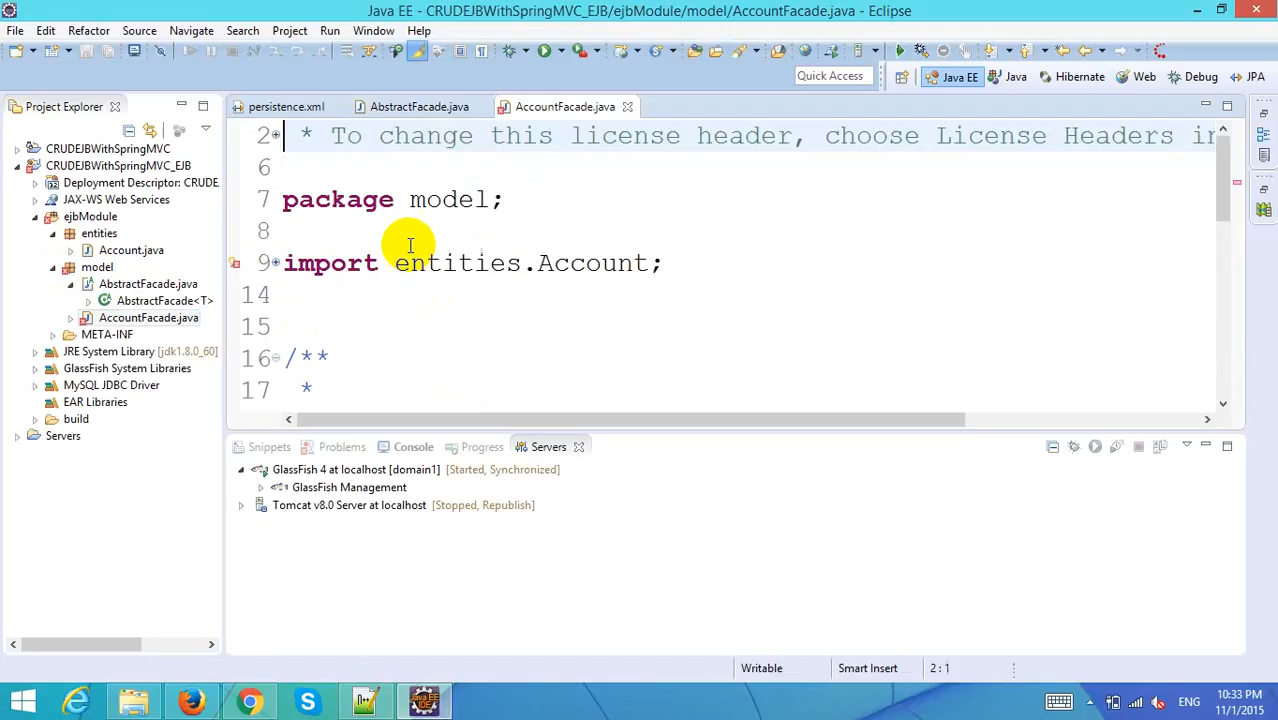 Java EE - CRUDEJBWithSpringMVC_EJB/ejbModule/model/AccountFacade.java - Eclipse
File Edit Refactor Source Navigate Search Project Run Window Help
Quick Access Java EE Java Hibernate Web Debug JPA
Project Explorer
CRUDEJBWithSpringMVC
CRUDEJBWithSpringMVC_EJB
Deployment Descriptor: CRUDE
JAX-WS Web Services
ejbModule
entities
Account.java
model
AbstractFacade.java
AbstractFacade<T>
AccountFacade.java
META-INF
JRE System Library [jdk1.8.0_60]
GlassFish System Libraries
MySQL JDBC Driver
EAR Libraries
build
Servers
persistence.xml AbstractFacade.java AccountFacade.java
2 * To change this license header, choose License Headers in
6
7 package model;
8
9 import entities.Account;
14
15
16 /**
17 *
Snippets Problems Console Progress Servers
GlassFish 4 at localhost [domain1] [Started, Synchronized]
GlassFish Management
Tomcat v8.0 Server at localhost [Stopped, Republish]
Writable Smart Insert 2 : 1
Java EE IDE
ENG
10:33 PM
11/1/2015